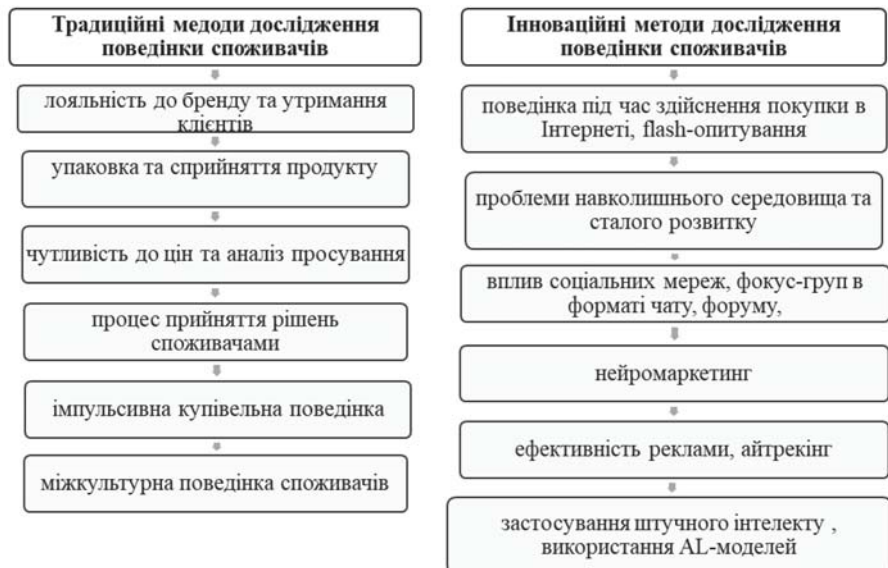 Традиційні медоди дослідження
поведінки споживачів
лояльність до бренду та утримання
клієнтів
упаковка та сприйняття продукту
чутливість до цін та аналіз просування
процес прийняття рішень
споживачами
імпульсивна купівельна поведінка
міжкультурна поведінка споживачів
Інноваційні методи дослідження
поведінки споживачів
поведінка під час здійснення покупки в
Інтернеті, flash-опитування
проблеми навколишнього середовища та
сталого розвитку
вплив соціальних мереж, фокус-груп в
форматі чату, форуму,
нейромаркетинг
ефективність реклами, айтрекінг
застосування штучного інтелекту ,
використання AL-моделей